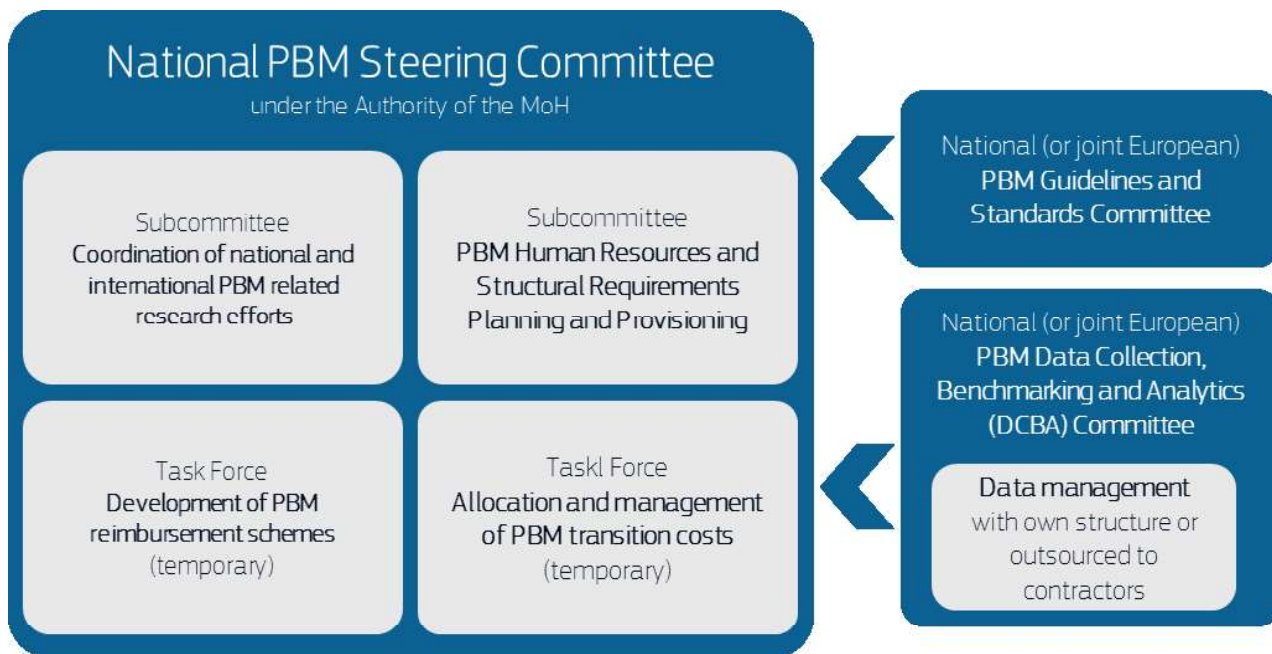 National PBM Steering Committee
under the Authority of the MoH
Subcommittee
Coordination of national and
international PBM related
research efforts
Subcommittee
PBM Human Resources and
Structural Requirements
Planning and Provisioning
Task Force
Development of PBM
reimbursement schemes
(temporary)
Taskl Force
Allocation and management
of PBM transition costs
(temporary)
National (or joint European)
PBM Guidelines and
Standards Committee
National (or joint European)
PBM Data Collection,
Benchmarking and Analytics
(DCBA) Committee
Data management
with own structure or
outsourced to
contractors